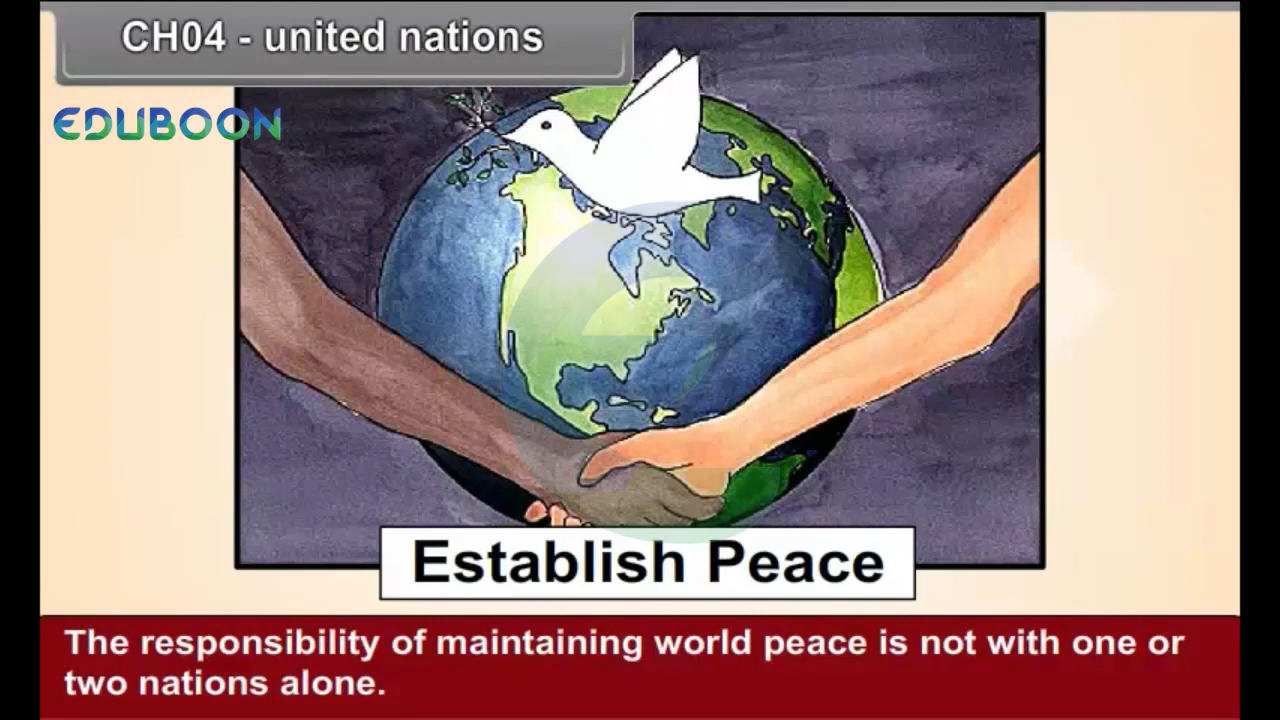 CH04 - united nations
EDUBOON
Establish Peace
The responsibility of maintaining world peace is not with one or
two nations alone.